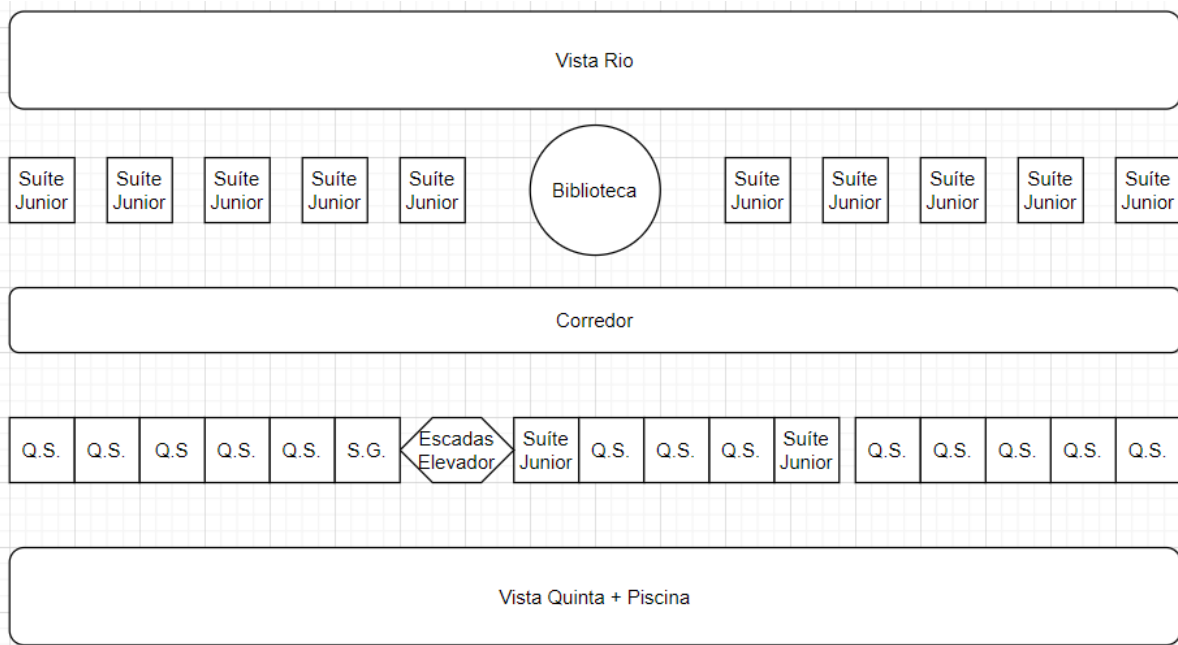 Vista Rio
Suíte
Junior
Suíte
Junior
Suíte
Junior
Suíte
Junior
Suíte
Junior
Biblioteca
Suíte
Junior
Suíte
Junior
Suíte
Junior
Suíte
Junior
Suíte
Junior
Corredor
Q.S.
Q.S.
Q.S
Q.S.
Q.S.
S.G.
Escadas
Elevador
Suíte
Junior
Q.S.
Q.S.
Q.S.
Suíte
Junior
Q.S.
Q.S.
Q.S.
Q.S.
Q.S.
Vista Quinta + Piscina